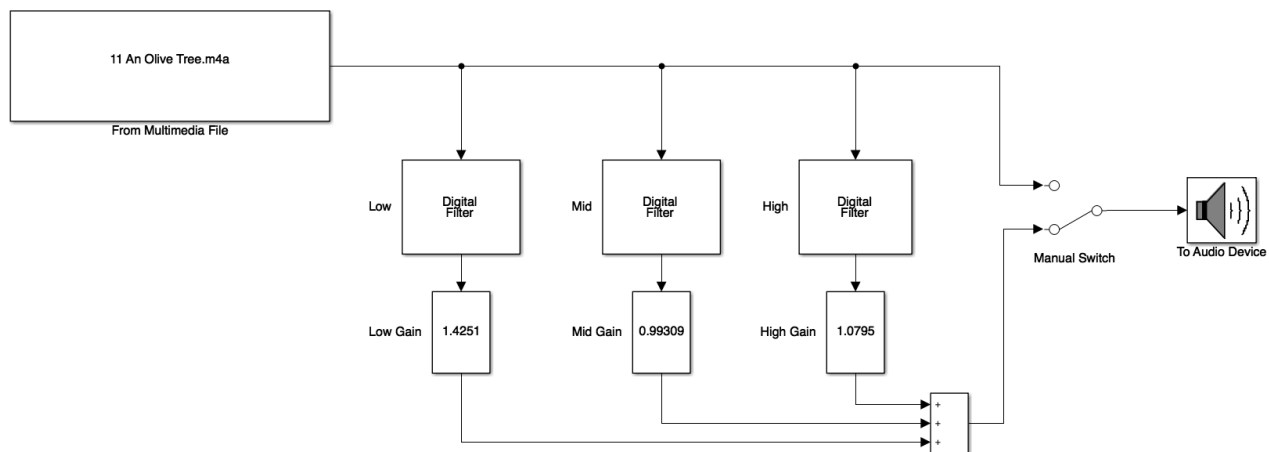 11 An Olive Tree.m4a
From Multimedia File
Low
Digital
Filter
Mid
Digital
Filter
High
Digital
Filter
Manual Switch
To Audio Device
Low Gain
1.4251
Mid Gain
0.99309
High Gain
1.0795
+
+
+